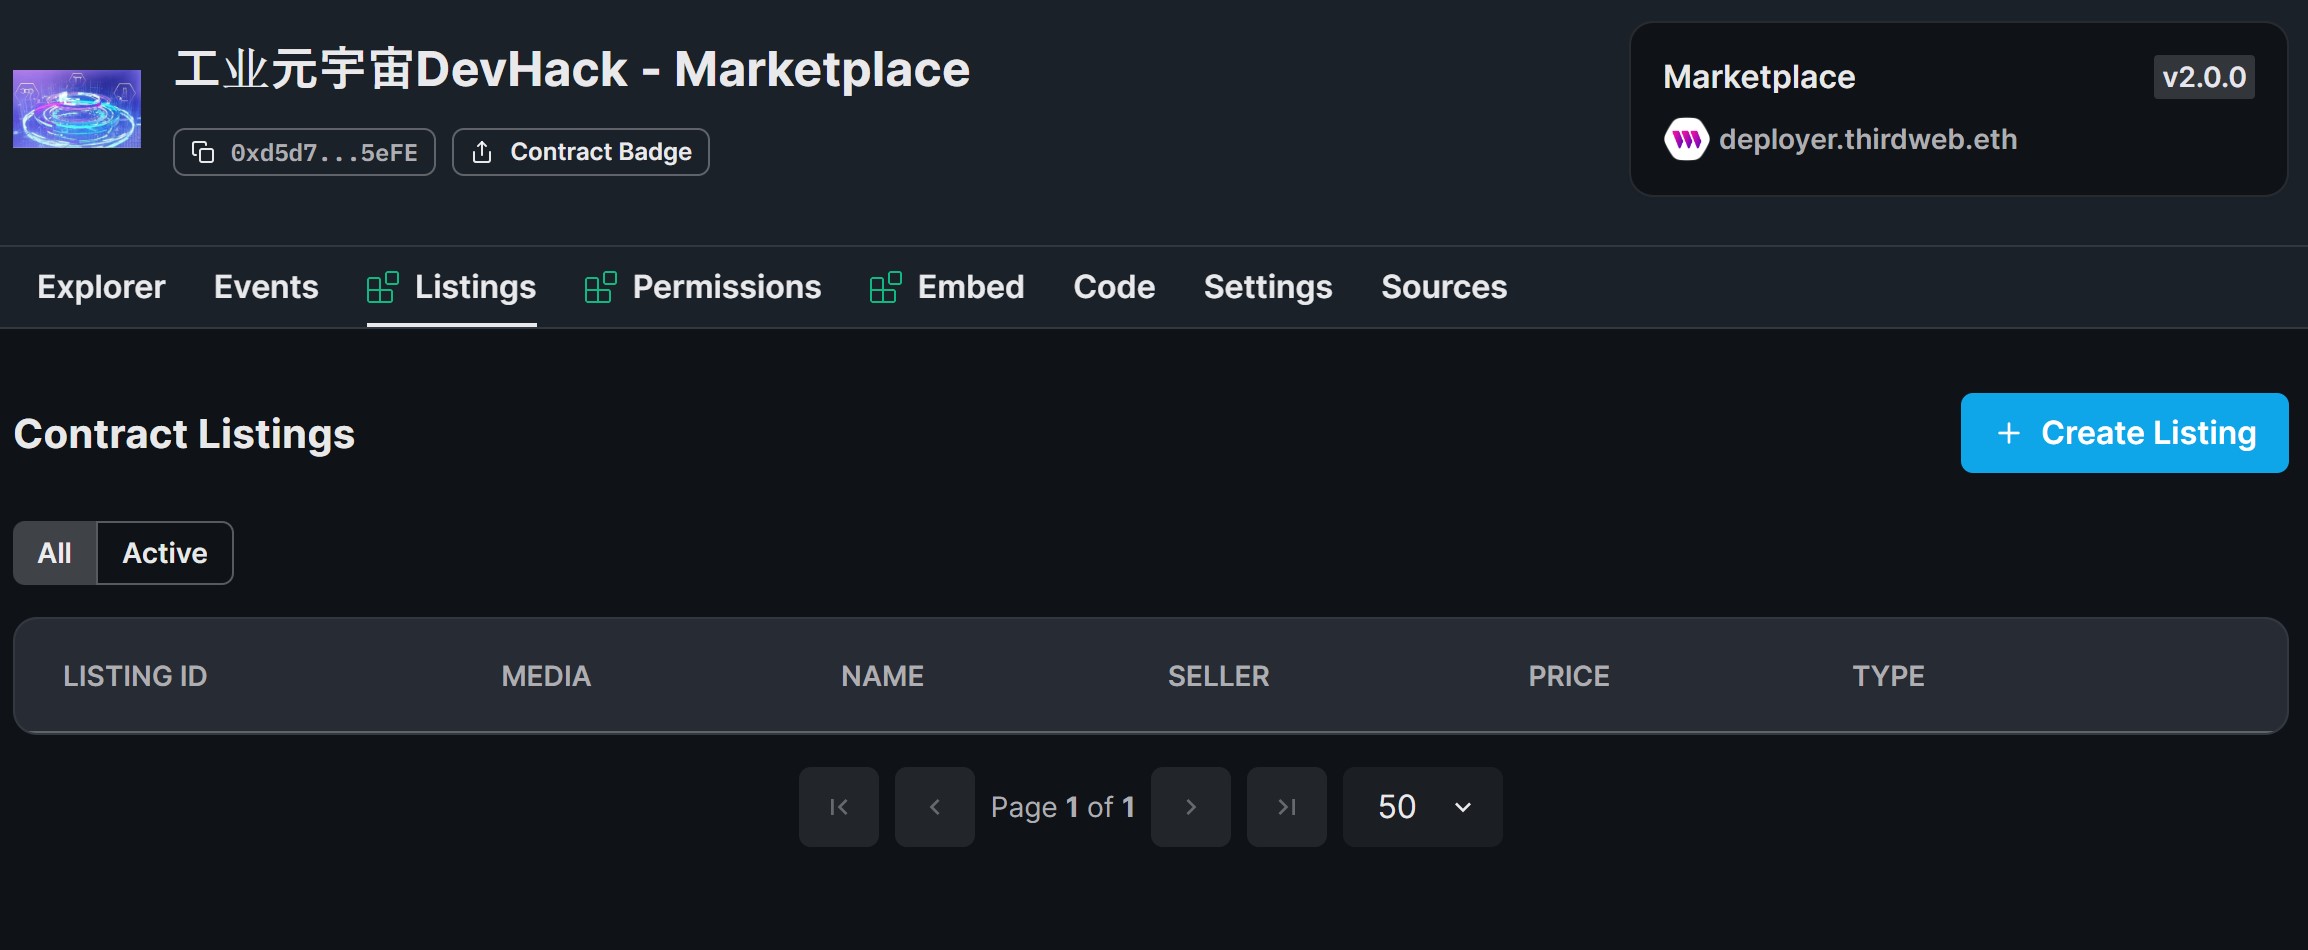 工业元宇宙DevHack - Marketplace
0xd5d7...5eFE
Contract Badge
Marketplace
v2.0.0
deployer.thirdweb.eth
Explorer Events Listings Permissions Embed Code Settings Sources
Contract Listings
+ Create Listing
All Active
LISTING ID MEDIA NAME SELLER PRICE TYPE
Page 1 of 1
50